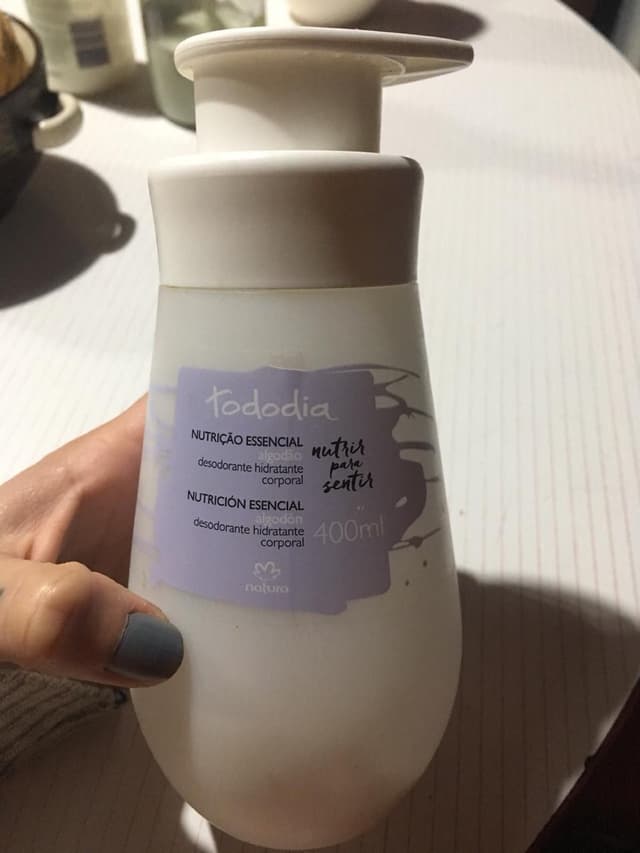 tododia
NUTRIÇÃO ESSENCIAL
algodão
desodorante hidratante
corporal
nutrir
para
sentir
NUTRICIÓN ESENCIAL
algodón
desodorante hidratante
corporal
400ml
natura